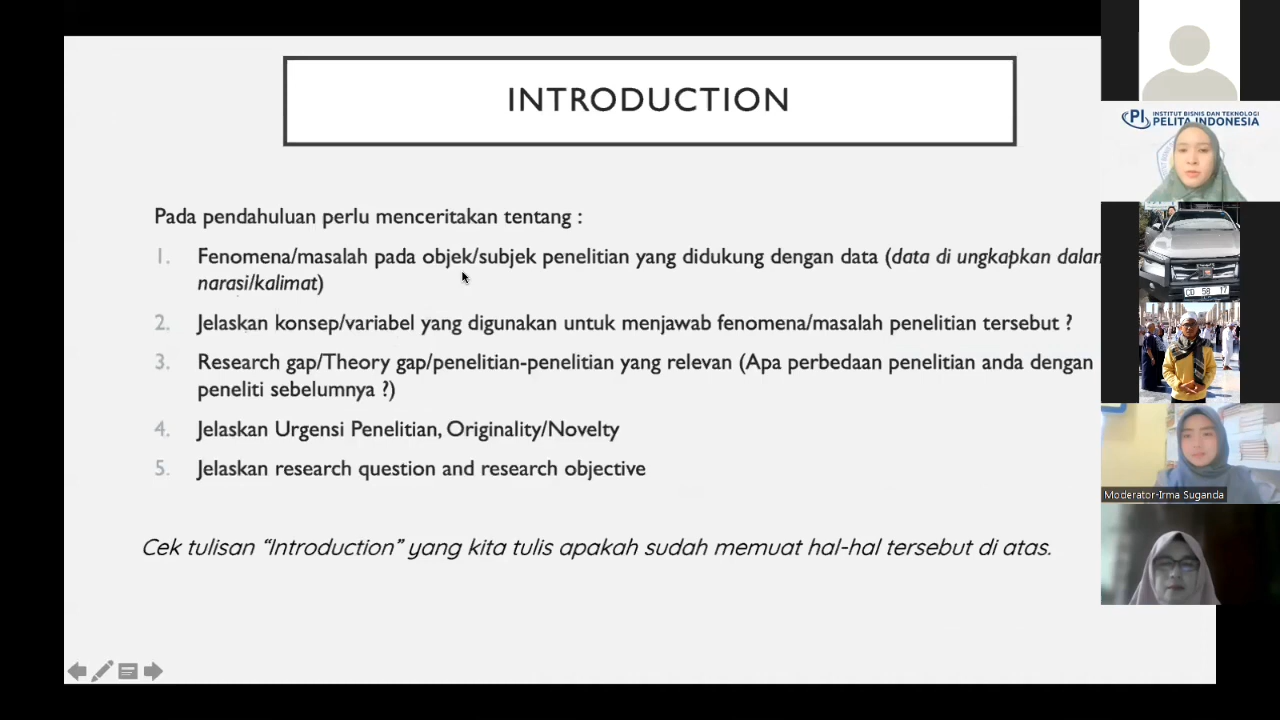 INTRODUCTION
Pada pendahuluan perlu menceritakan tentang :
1. Fenomena/masalah pada objek/subjek penelitian yang didukung dengan data (data di ungkapkan dalam
narasi/kalimat)
2. Jelaskan konsep/variabel yang digunakan untuk menjawab fenomena/masalah penelitian tersebut ?
3. Research gap/Theory gap/penelitian-penelitian yang relevan (Apa perbedaan penelitian anda dengan
peneliti sebelumnya ?)
4. Jelaskan Urgensi Penelitian, Originality/Novelty
5. Jelaskan research question and research objective
Cek tulisan “Introduction” yang kita tulis apakah sudah memuat hal-hal tersebut di atas.
PI INSTITUT BISNIS DAN TEKNOLOGI
PELITA INDONESIA
CD 58 17
Moderator-Irma Suganda